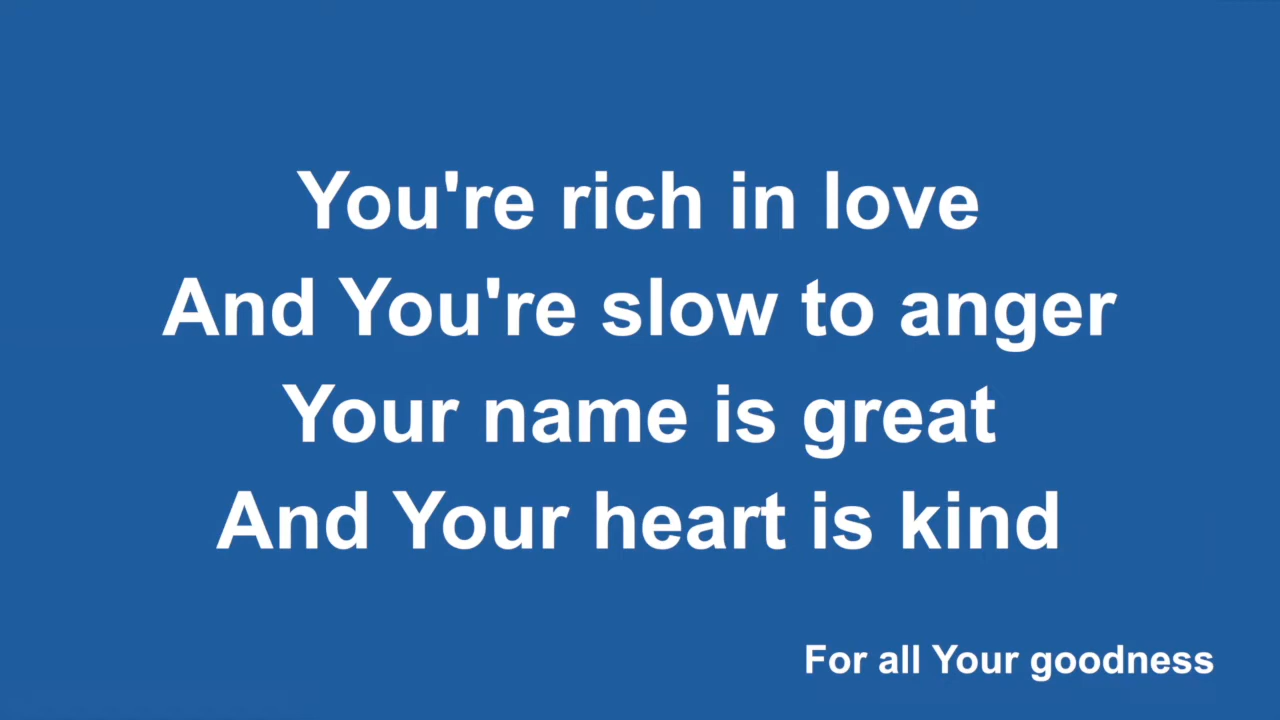 You're rich in love
And You're slow to anger
Your name is great
And Your heart is kind
For all Your goodness